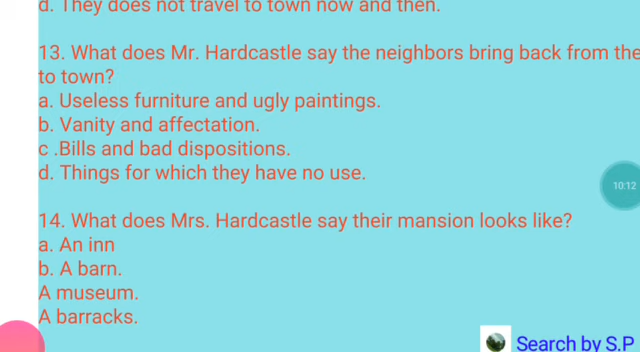 d. They does not travel to town now and then.
13. What does Mr. Hardcastle say the neighbors bring back from the
to town?
a. Useless furniture and ugly paintings.
b. Vanity and affectation.
c .Bills and bad dispositions.
d. Things for which they have no use.
10:12
14. What does Mrs. Hardcastle say their mansion looks like?
a. An inn
b. A barn.
A museum.
A barracks.
Search by S.P